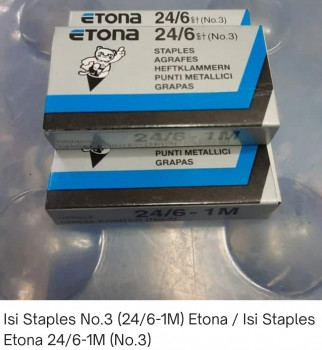 ETONA 24/6 (No.3)
ETONA 24/6 (No.3)
STAPLES
AGRAFES
HEFTKLAMMERN
PUNTI METALLICI
GRAPAS
24/6-1M
PUNTI METALLICI
GRAPAS
24/6-1M
Isi Staples No.3 (24/6-1M) Etona / Isi Staples
Etona 24/6-1M (No.3)